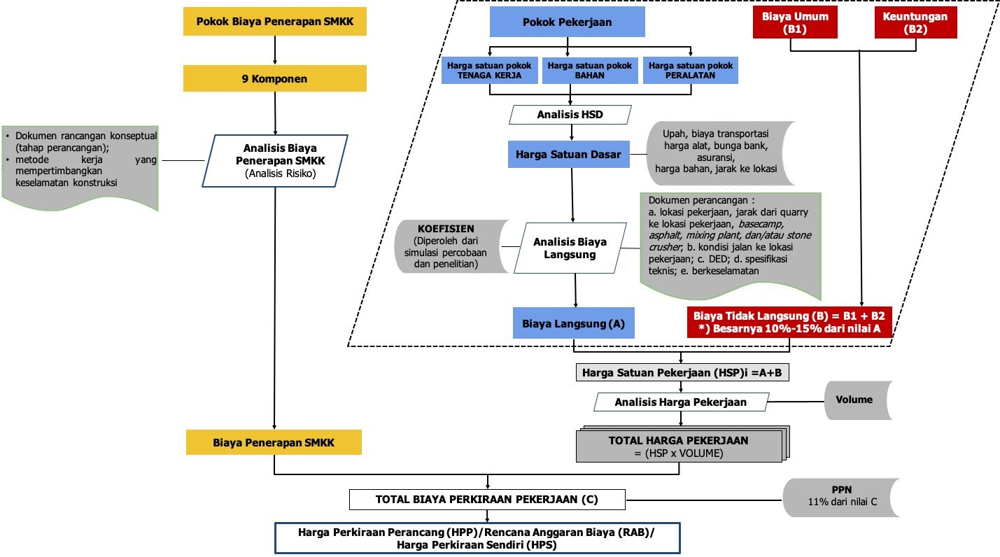 Pokok Biaya Penerapan SMKK
9 Komponen
• Dokumen rancangan konseptual
(tahap perancangan);
• metode kerja yang
mempertimbangkan
keselamatan konstruksi
Analisis Biaya
Penerapan SMKK
(Analisis Risiko)
Biaya Penerapan SMKK
Pokok Pekerjaan
Biaya Umum
(B1)
Keuntungan
(B2)
Harga satuan pokok
TENAGA KERJA
Harga satuan pokok
BAHAN
Harga satuan pokok
PERALATAN
Analisis HSD
Harga Satuan Dasar
Upah, biaya transportasi
harga alat, bunga bank,
asuransi,
harga bahan, jarak ke lokasi
KOEFISIEN
(Diperoleh dari
simulasi percobaan
dan penelitian)
Analisis Biaya
Langsung
Dokumen perancangan :
a. lokasi pekerjaan, jarak dari quarry
ke lokasi pekerjaan, basecamp,
asphalt, mixing plant, dan/atau stone
crusher; b. kondisi jalan ke lokasi
pekerjaan; c. DED; d. spesifikasi
teknis; e. berkeselamatan
Biaya Langsung (A)
Biaya Tidak Langsung (B) = B1 + B2
*) Besarnya 10%-15% dari nilai A
Harga Satuan Pekerjaan (HSP)i =A+B
Analisis Harga Pekerjaan
Volume
TOTAL HARGA PEKERJAAN
= (HSP x VOLUME)
TOTAL BIAYA PERKIRAAN PEKERJAAN (C)
PPN
11% dari nilai C
Harga Perkiraan Perancang (HPP)/Rencana Anggaran Biaya (RAB)/
Harga Perkiraan Sendiri (HPS)